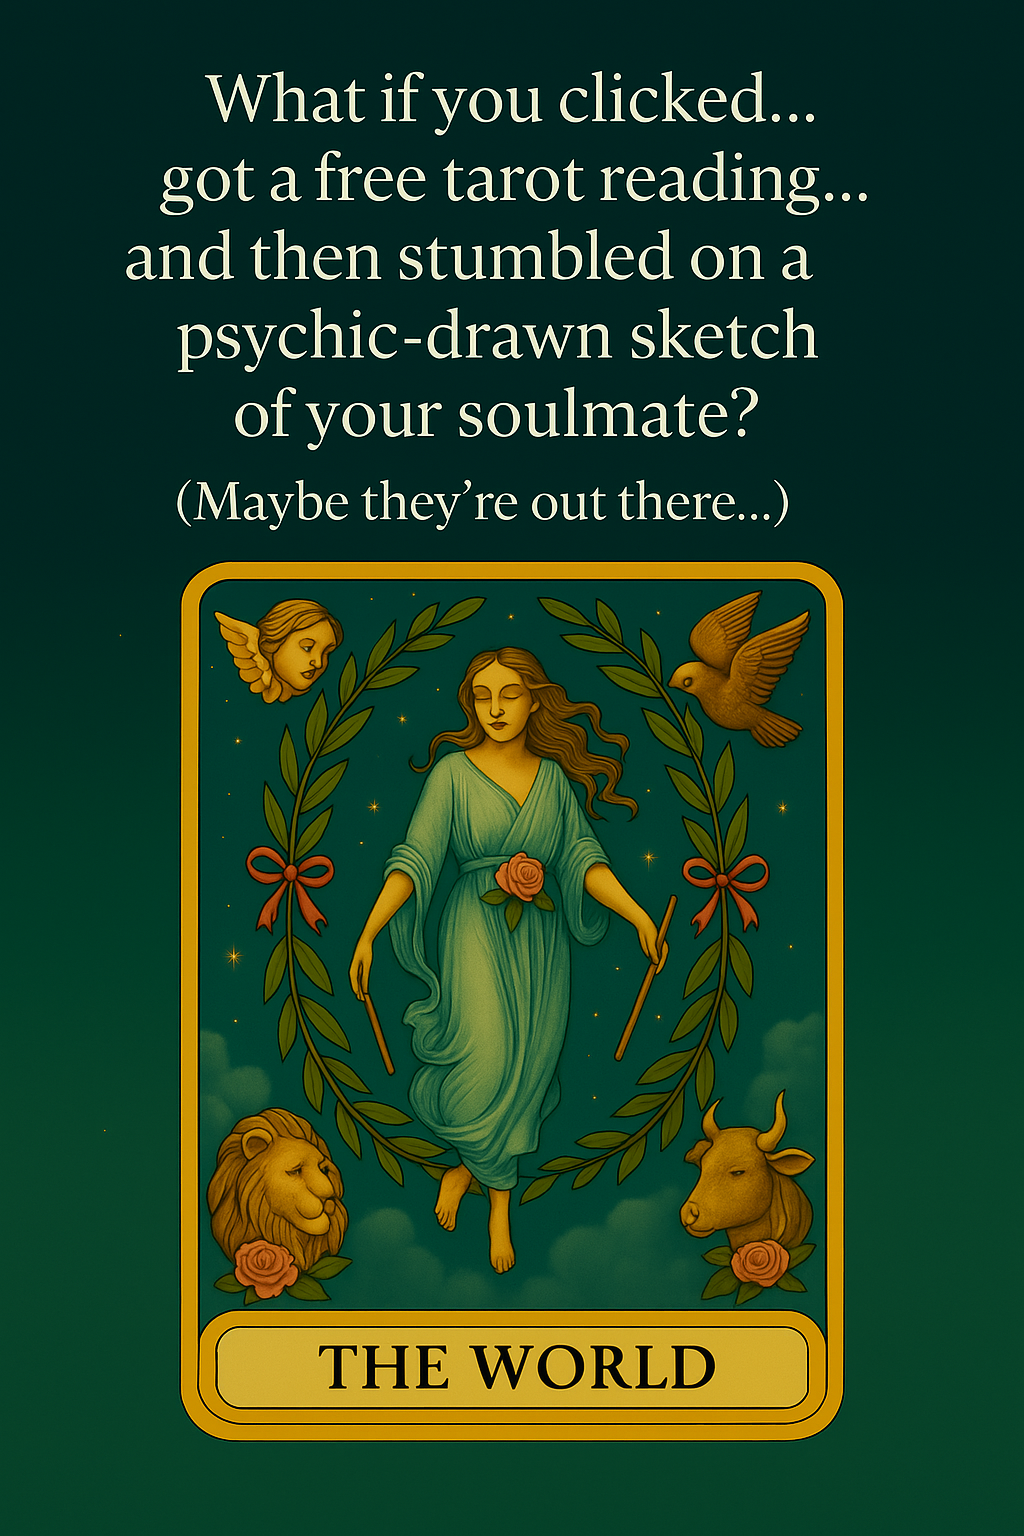 What if you clicked...
got a free tarot reading...
and then stumbled on a
psychic-drawn sketch
of your soulmate?
(Maybe they’re out there...)
THE WORLD